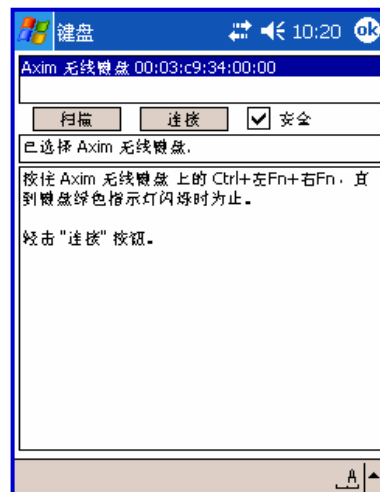 键盘 10:20 ok
Axim 无线键盘 00:03:c9:34:00:00
扫描 连接 安全
已选择 Axim 无线键盘.
按住 Axim 无线键盘 上的 Ctrl+左Fn+右Fn，直
到键盘绿色指示灯闪烁时为止。
轻击 "连接" 按钮。
A